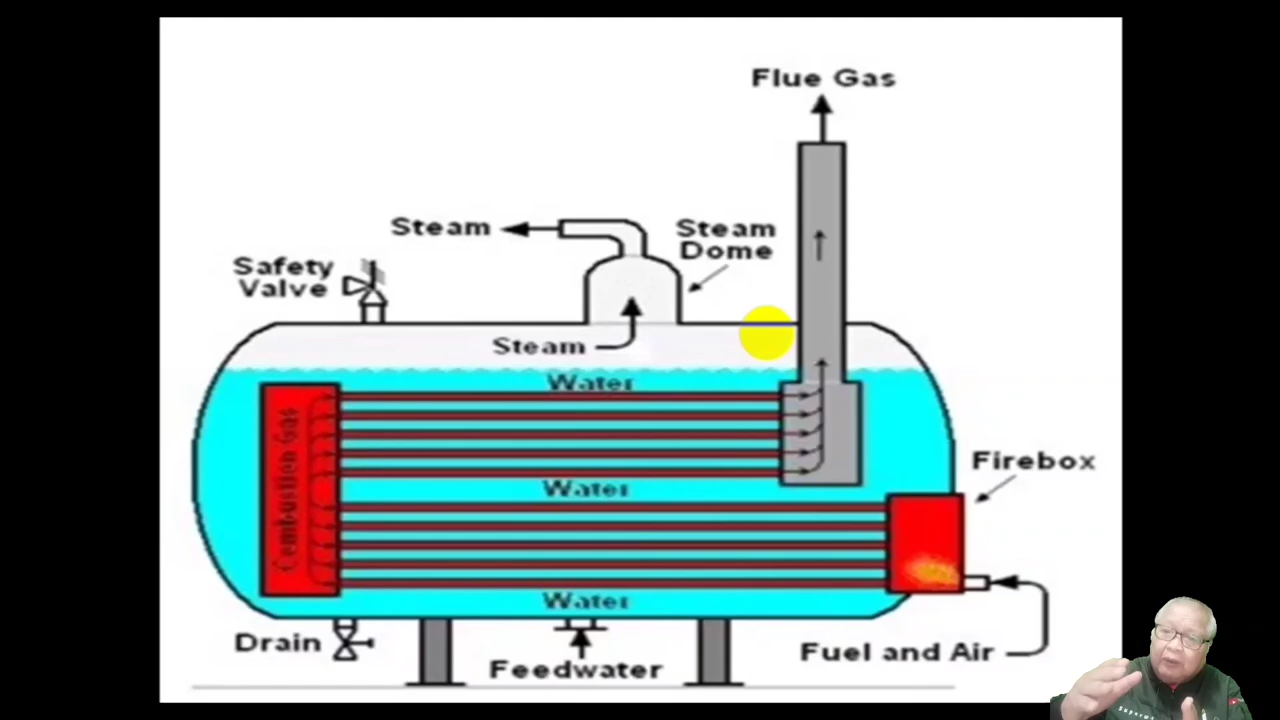 Flue Gas
Steam
Steam
Dome
Safety
Valve
Steam
Water
Combustion Gas
Water
Firebox
Water
Drain
Feedwater
Fuel and Air